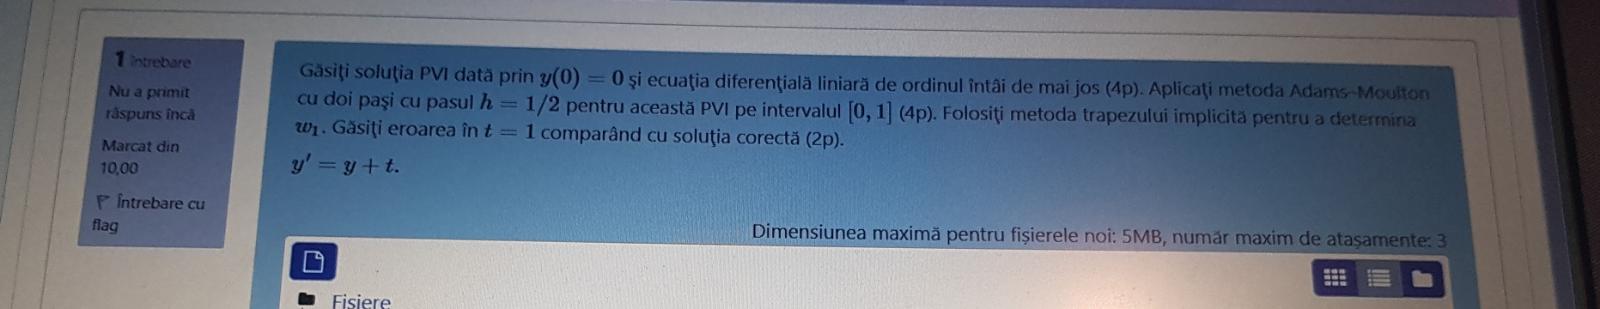 1 întrebare
Nu a primit
răspuns încă
Marcat din
10,00
Întrebare cu
flag
Găsiţi soluţia PVI dată prin y(0) = 0 şi ecuaţia diferenţială liniară de ordinul întâi de mai jos (4p). Aplicaţi metoda Adams-Moulton
cu doi paşi cu pasul h = 1/2 pentru această PVI pe intervalul [0, 1] (4p). Folosiţi metoda trapezului implicită pentru a determina
w₁. Găsiţi eroarea în t = 1 comparând cu soluţia corectă (2p).
y′ = y + t.
Dimensiunea maximă pentru fişierele noi: 5MB, număr maxim de ataşamente: 3
Fişiere